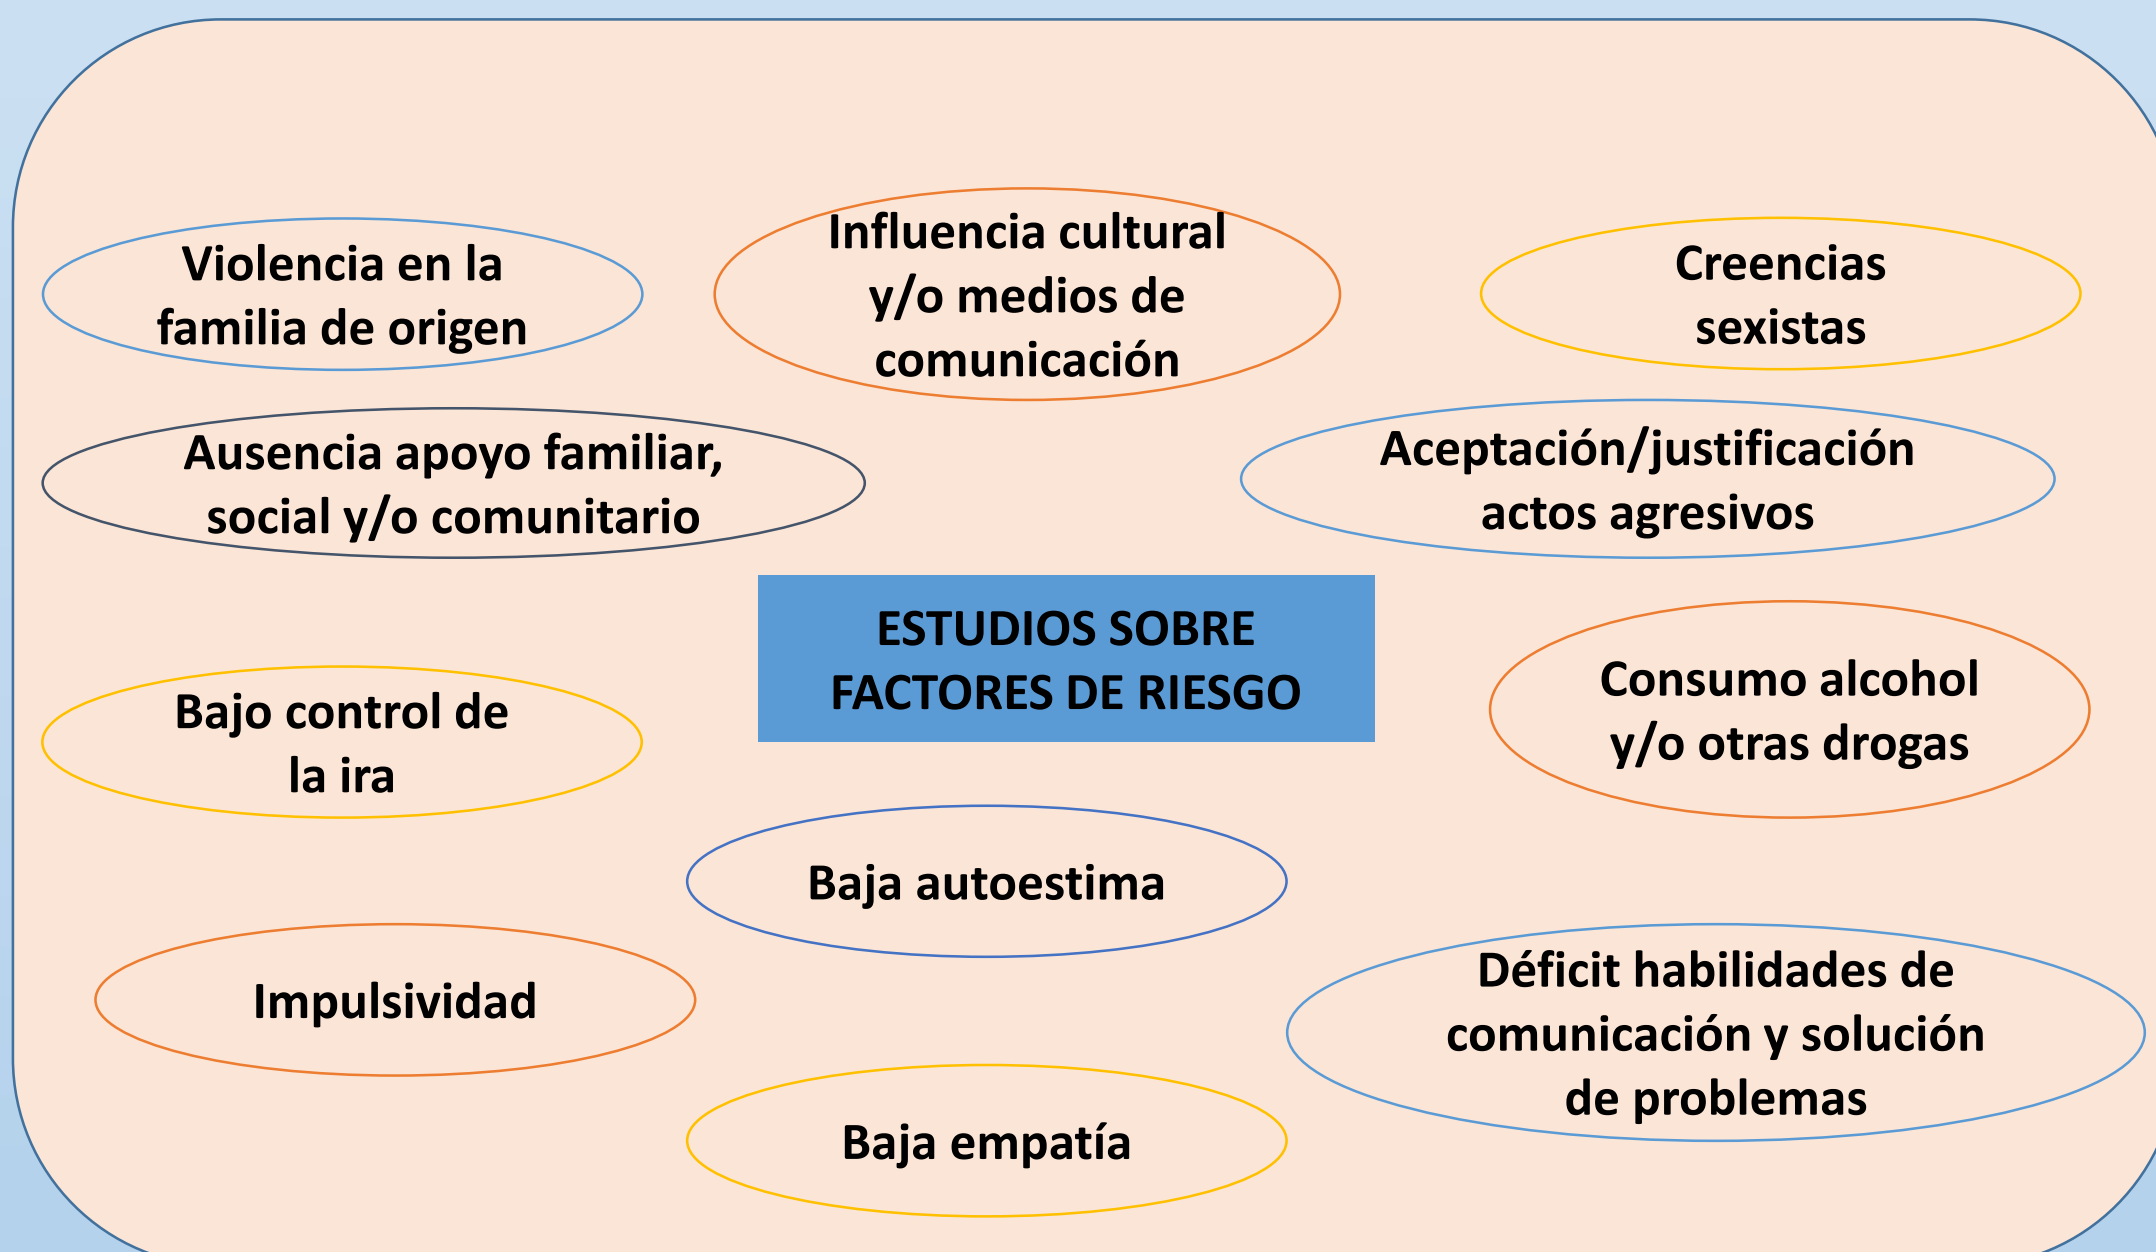 Violencia en la
familia de origen
Influencia cultural
y/o medios de
comunicación
Creencias
sexistas
Ausencia apoyo familiar,
social y/o comunitario
Aceptación/justificación
actos agresivos
ESTUDIOS SOBRE
FACTORES DE RIESGO
Bajo control de
la ira
Consumo alcohol
y/o otras drogas
Baja autoestima
Impulsividad
Déficit habilidades de
comunicación y solución
de problemas
Baja empatía